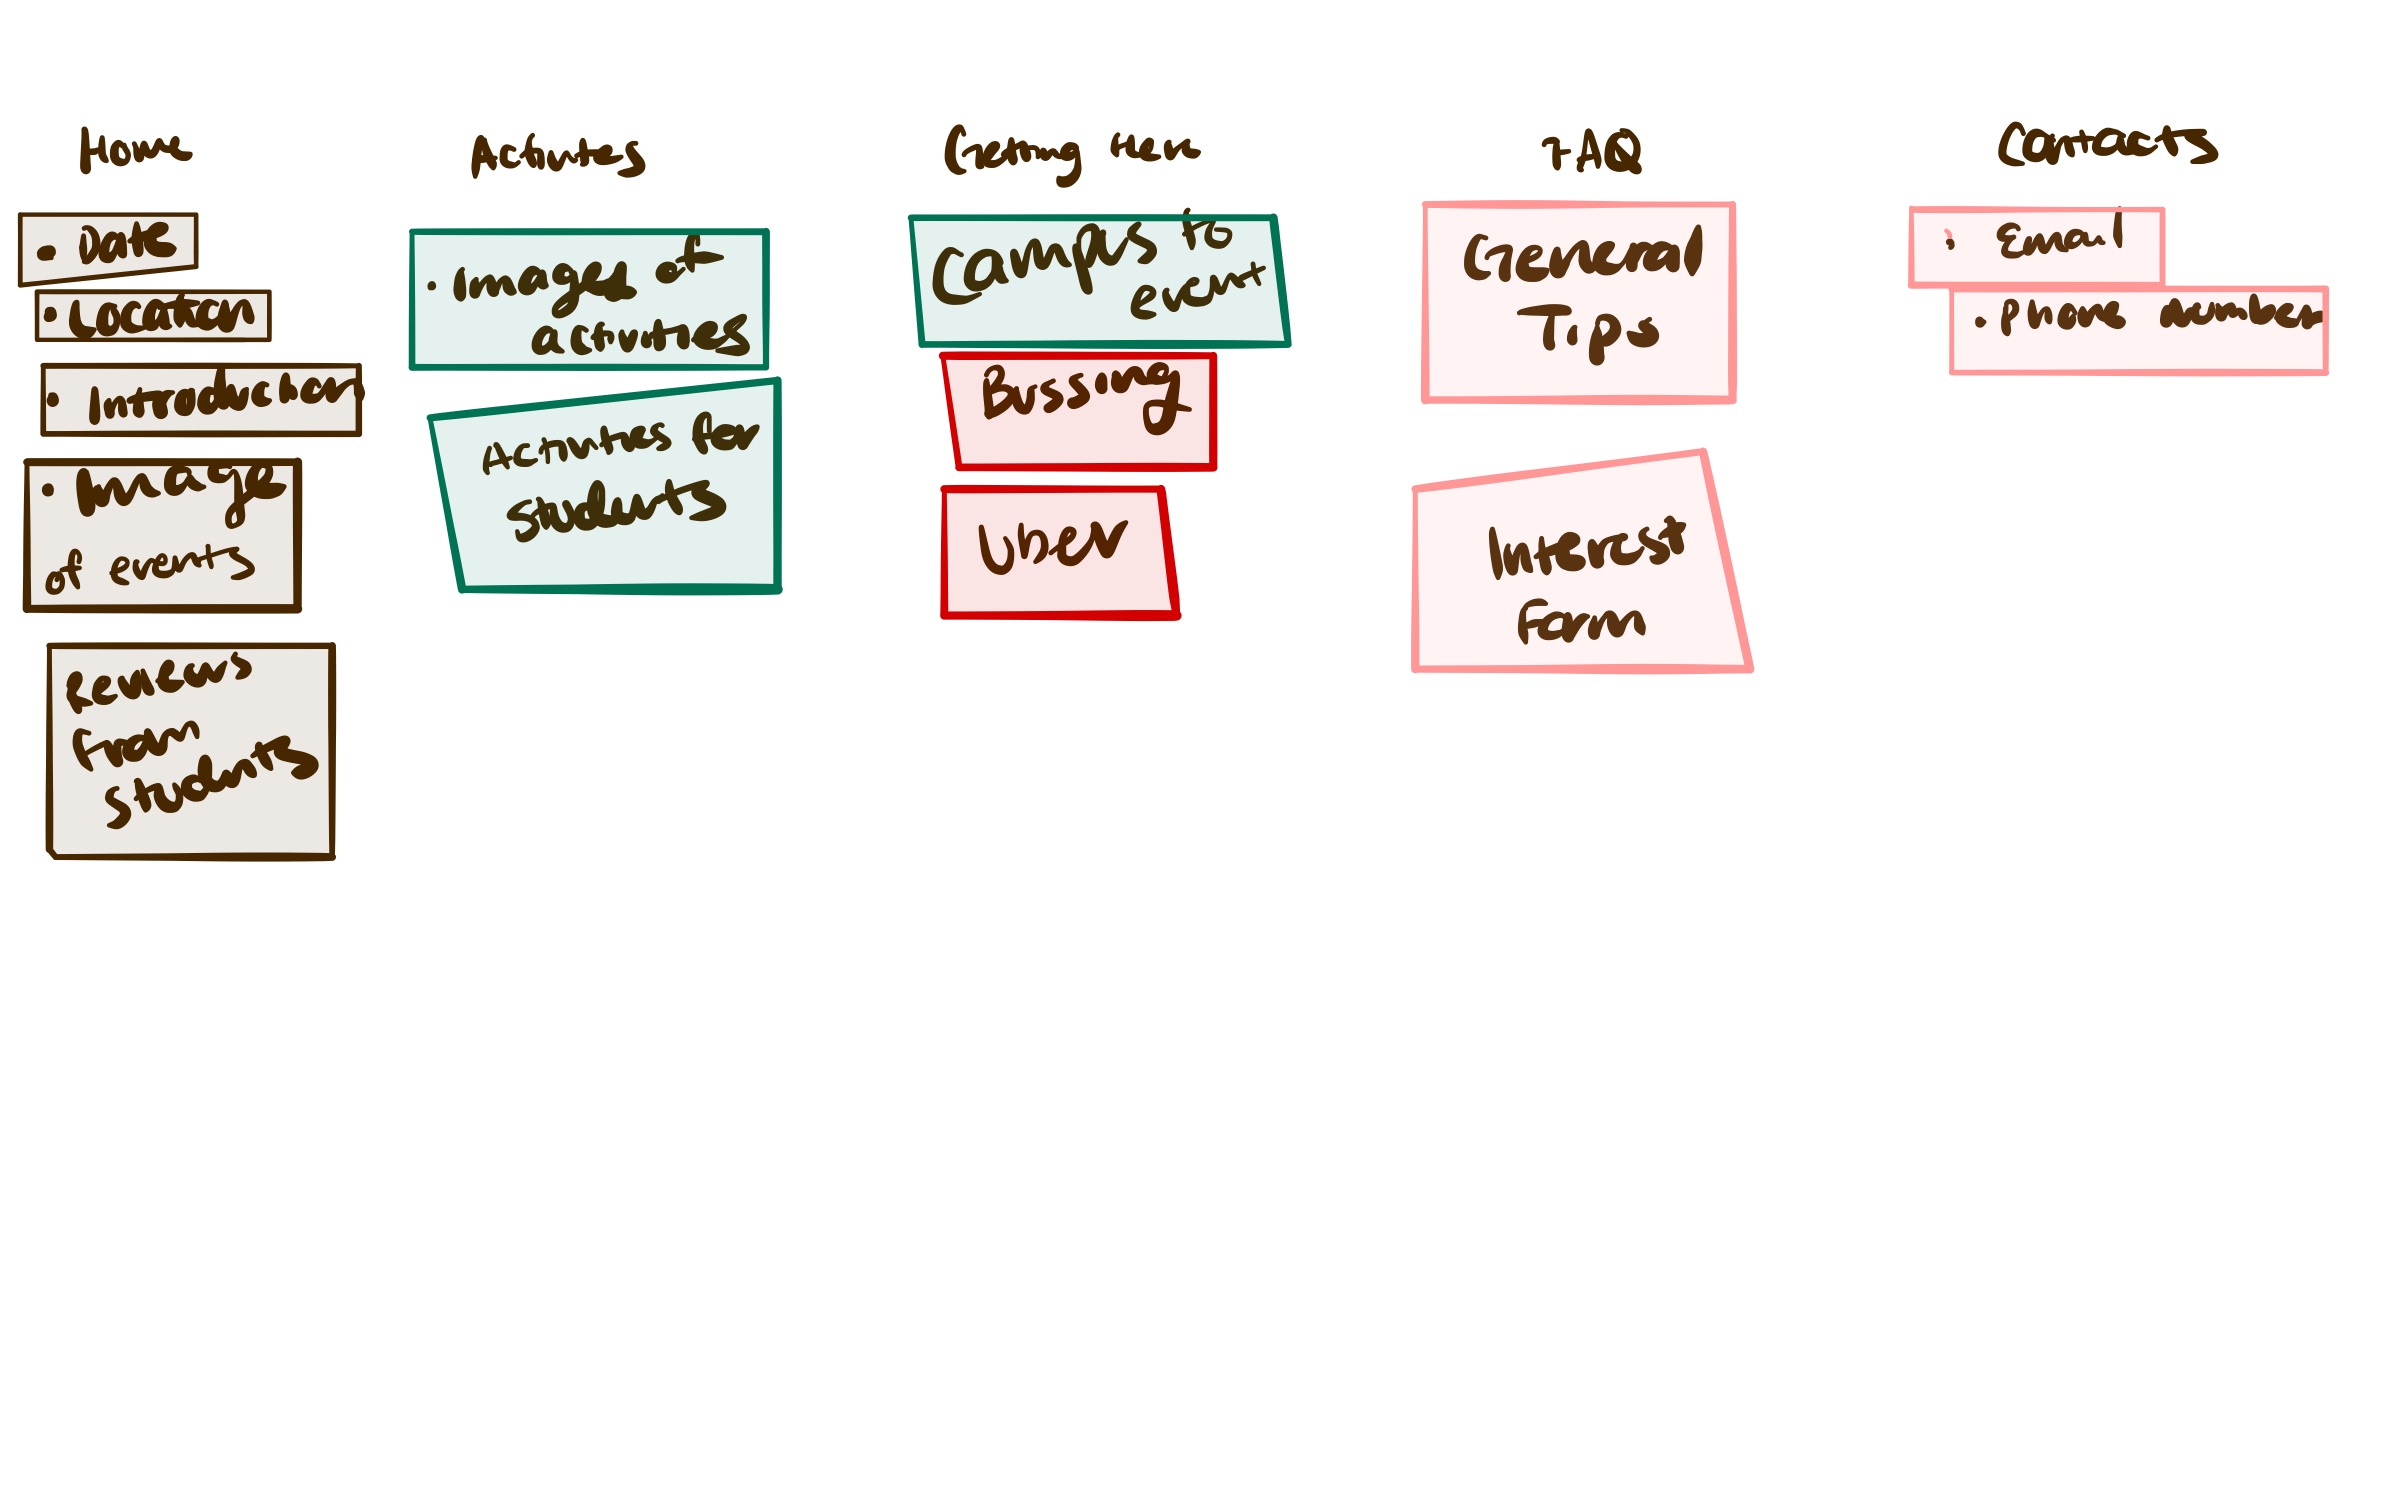 Home
• Date
• Location
• Introduction
• Image
of events
Reviews
From
students
Activites
• Images of
activites
Activites for
students
Getting here
Campus to
event
Bussing
Uber
FAQ
General
Tips
Interest
Form
Contacts
• Email
• Phone number